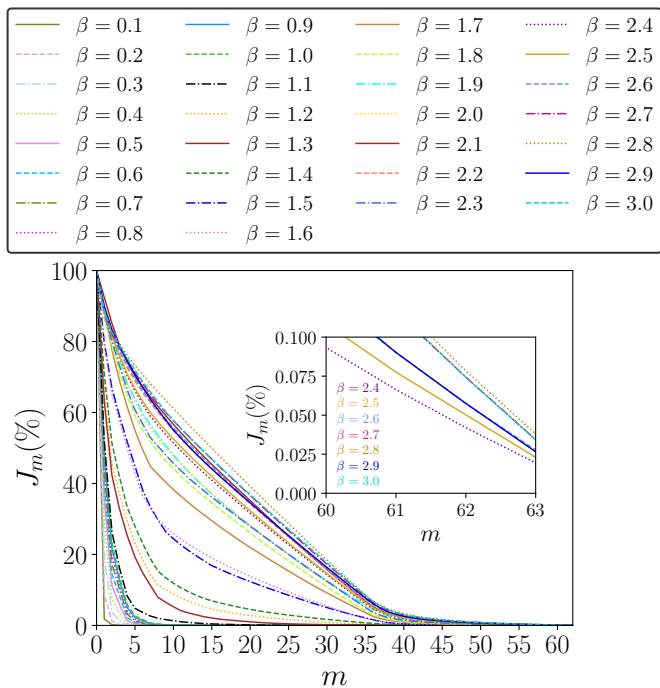 β = 0.1 β = 0.9 β = 1.7 β = 2.4
β = 0.2 β = 1.0 β = 1.8 β = 2.5
β = 0.3 β = 1.1 β = 1.9 β = 2.6
β = 0.4 β = 1.2 β = 2.0 β = 2.7
β = 0.5 β = 1.3 β = 2.1 β = 2.8
β = 0.6 β = 1.4 β = 2.2 β = 2.9
β = 0.7 β = 1.5 β = 2.3 β = 3.0
β = 0.8 β = 1.6
J_m(%)
100
80
60
40
20
0
0 5 10 15 20 25 30 35 40 45 50 55 60
m
J_m(%)
0.100
0.075
0.050
0.025
0.000
β = 2.4
β = 2.5
β = 2.6
β = 2.7
β = 2.8
β = 2.9
β = 3.0
60 61 62 63
m